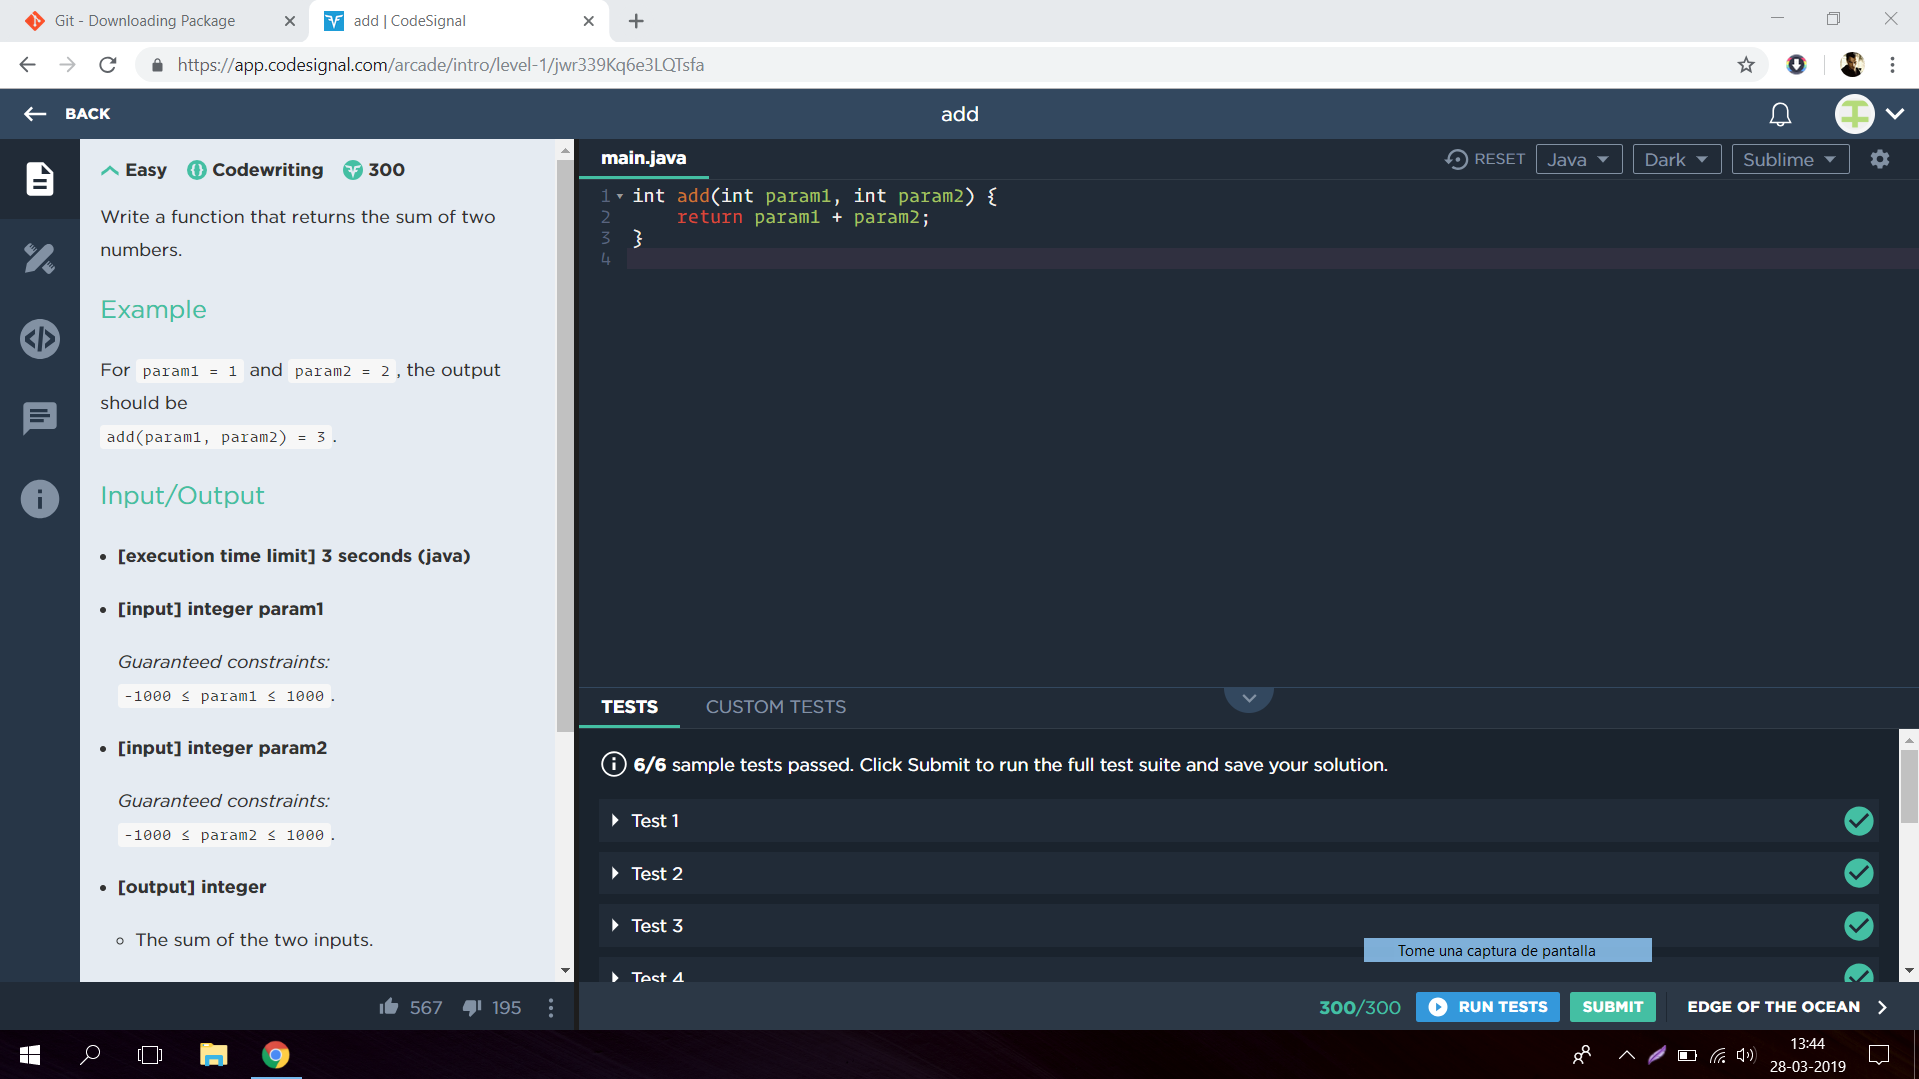 Git - Downloading Package
add | CodeSignal
https://app.codesignal.com/arcade/intro/level-1/jwr339Kq6e3LQTsfa
BACK
add
Easy
Codewriting
300
Write a function that returns the sum of two
numbers.
Example
For param1 = 1 and param2 = 2 , the output
should be
add(param1, param2) = 3 .
Input/Output
• [execution time limit] 3 seconds (java)
• [input] integer param1
Guaranteed constraints:
-1000 ≤ param1 ≤ 1000 .
• [input] integer param2
Guaranteed constraints:
-1000 ≤ param2 ≤ 1000 .
• [output] integer
◦ The sum of the two inputs.
567
195
main.java
RESET
Java
Dark
Sublime
1 int add(int param1, int param2) {
2     return param1 + param2;
3 }
4
TESTS
CUSTOM TESTS
6/6 sample tests passed. Click Submit to run the full test suite and save your solution.
Test 1
Test 2
Test 3
Tome una captura de pantalla
Test 4
300/300
RUN TESTS
SUBMIT
EDGE OF THE OCEAN
13:44
28-03-2019